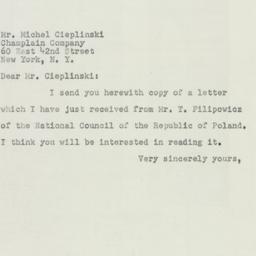 Mr. Michel Cieplinski
Champlain Company
60 East 42nd Street
New York, N. Y.
Dear Mr. Cieplinski:
I send you herewith copy of a letter
which I have just received from Mr. T. Filipowicz
of the National Council of the Republic of Poland.
I think you will be interested in reading it.
Very sincerely yours,